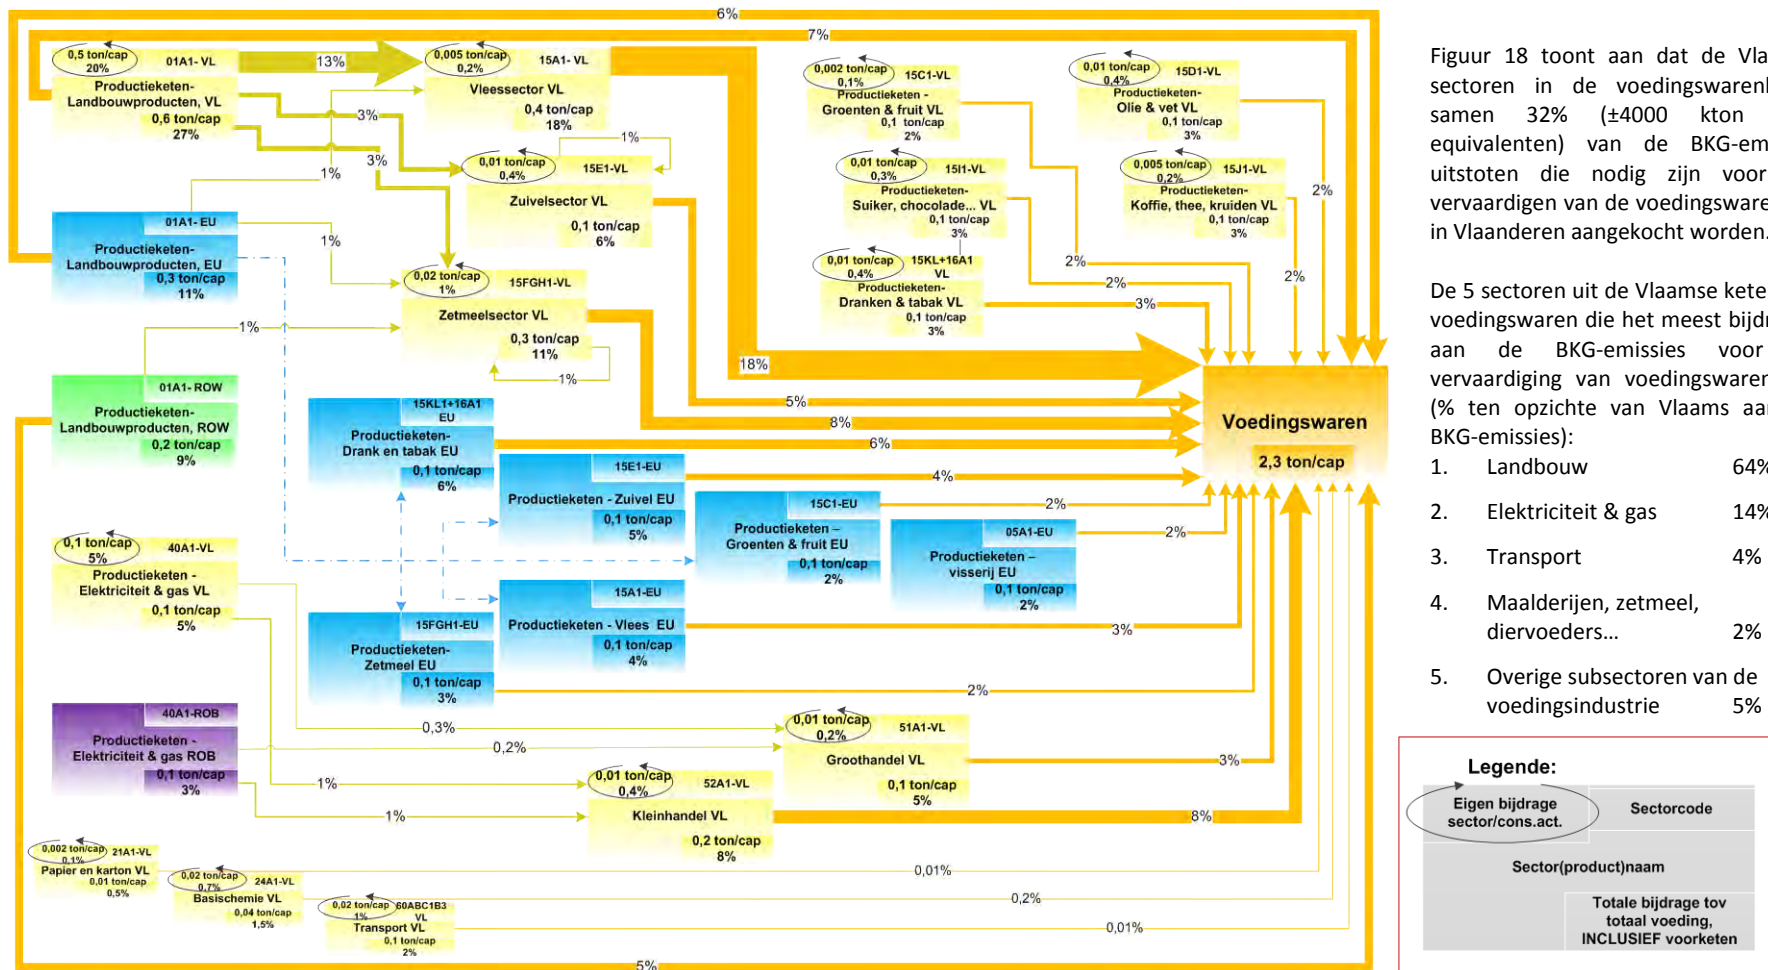 6%
7%
0,5 ton/cap
20%
01A1- VL
Productieketen-
Landbouwproducten, VL
0,6 ton/cap
27%
13%
0,005 ton/cap
0,2%
15A1- VL
Vleessector VL
0,4 ton/cap
18%
3%
3%
1%
1%
0,01 ton/cap
0,4%
15E1-VL
Zuivelsector VL
0,1 ton/cap
6%
1%
01A1- EU
Productieketen-
Landbouwproducten, EU
0,3 ton/cap
11%
1%
0,02 ton/cap
1%
15FGH1-VL
Zetmeelsector VL
0,3 ton/cap
11%
1%
1%
01A1- ROW
Productieketen-
Landbouwproducten, ROW
0,2 ton/cap
9%
0,002 ton/cap
0,1%
15C1-VL
Productieketen -
Groenten & fruit VL
0,1 ton/cap
2%
0,01 ton/cap
0,4%
15D1-VL
Productieketen-
Olie & vet VL
0,1 ton/cap
3%
0,01 ton/cap
0,3%
15I1-VL
Productieketen-
Suiker, chocolade... VL
0,1 ton/cap
3%
0,005 ton/cap
0,2%
15J1-VL
Productieketen-
Koffie, thee, kruiden VL
0,1 ton/cap
3%
0,01 ton/cap
0,4%
15KL+16A1
VL
Productieketen-
Dranken & tabak VL
0,1 ton/cap
3%
2%
2%
2%
2%
3%
18%
5%
8%
6%
4%
2%
2%
3%
2%
3%
8%
Voedingswaren
2,3 ton/cap
15KL1+16A1
EU
Productieketen-
Drank en tabak EU
0,1 ton/cap
6%
15E1-EU
Productieketen - Zuivel EU
0,1 ton/cap
5%
15C1-EU
Productieketen –
Groenten & fruit EU
0,1 ton/cap
2%
05A1-EU
Productieketen –
visserij EU
0,1 ton/cap
2%
15A1-EU
Productieketen - Vlees EU
0,1 ton/cap
4%
15FGH1-EU
Productieketen-
Zetmeel EU
0,1 ton/cap
3%
0,1 ton/cap
5%
40A1-VL
Productieketen -
Elektriciteit & gas VL
0,1 ton/cap
5%
40A1-ROB
Productieketen -
Elektriciteit & gas ROB
0,1 ton/cap
3%
0,3%
0,2%
1%
1%
0,01 ton/cap
0,2%
51A1-VL
Groothandel VL
0,1 ton/cap
5%
0,01 ton/cap
0,4%
52A1-VL
Kleinhandel VL
0,2 ton/cap
8%
0,002 ton/cap
0,1%
21A1-VL
Papier en karton VL
0,01 ton/cap
0,5%
0,02 ton/cap
0,7%
24A1-VL
Basischemie VL
0,04 ton/cap
1,5%
0,02 ton/cap
1%
60ABC1B3
VL
Transport VL
0,1 ton/cap
2%
0,01%
0,2%
0,01%
5%
Figuur 18 toont aan dat de Vla
sectoren in de voedingswaren
samen 32% (±4000 kton
equivalenten) van de BKG-em
uitstoten die nodig zijn voor
vervaardigen van de voedingsware
in Vlaanderen aangekocht worden.
De 5 sectoren uit de Vlaamse kete
voedingswaren die het meest bijdr
aan de BKG-emissies voor
vervaardiging van voedingswaren
(% ten opzichte van Vlaams aan
BKG-emissies):
1. Landbouw 64%
2. Elektriciteit & gas 14%
3. Transport 4%
4. Maalderijen, zetmeel,
diervoeders… 2%
5. Overige subsectoren van de
voedingsindustrie 5%
Legende:
Eigen bijdrage
sector/cons.act.
Sectorcode
Sector(product)naam
Totale bijdrage tov
totaal voeding,
INCLUSIEF voorketen